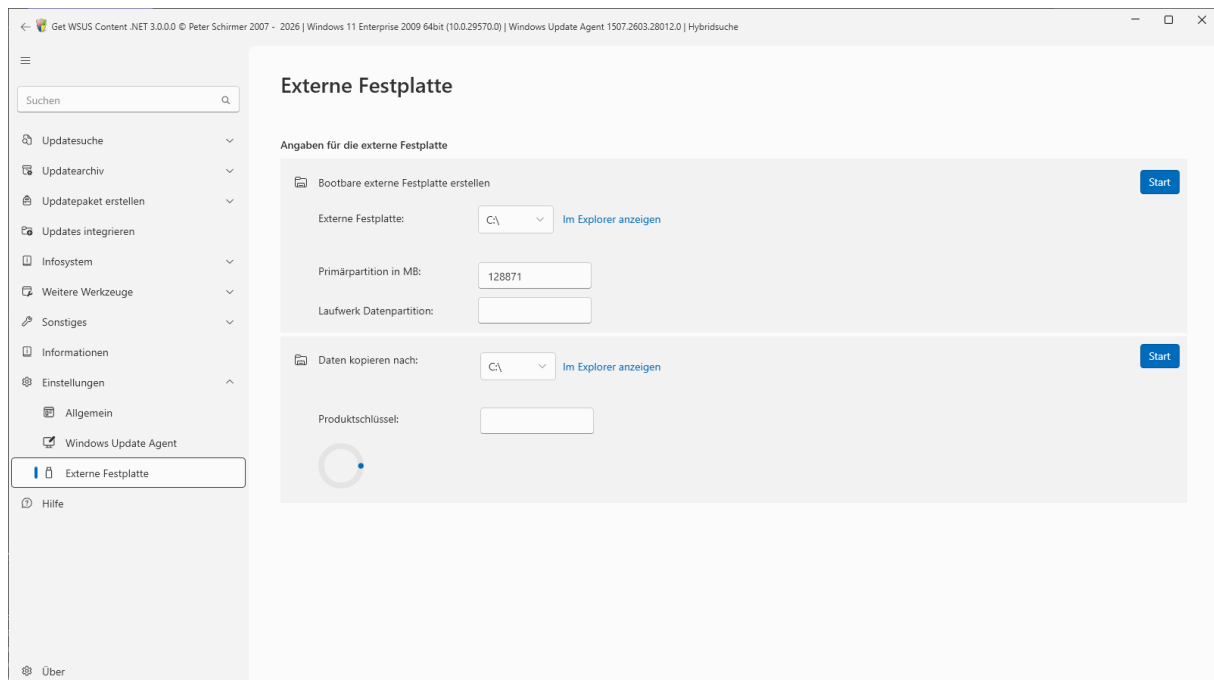 Get WSUS Content .NET 3.0.0.0 © Peter Schirmer 2007 - 2026 | Windows 11 Enterprise 2009 64bit (10.0.29570.0) | Windows Update Agent 1507.2603.28012.0 | Hybridsuche
Suchen
Updatesuche
Updatearchiv
Updatepaket erstellen
Updates integrieren
Infosystem
Weitere Werkzeuge
Sonstiges
Informationen
Einstellungen
Allgemein
Windows Update Agent
Externe Festplatte
Hilfe
Über
Externe Festplatte
Angaben für die externe Festplatte
Bootbare externe Festplatte erstellen
Start
Externe Festplatte: C:\ Im Explorer anzeigen
Primärpartition in MB: 128871
Laufwerk Datenpartition:
Daten kopieren nach: C:\ Im Explorer anzeigen
Start
Produktschlüssel: